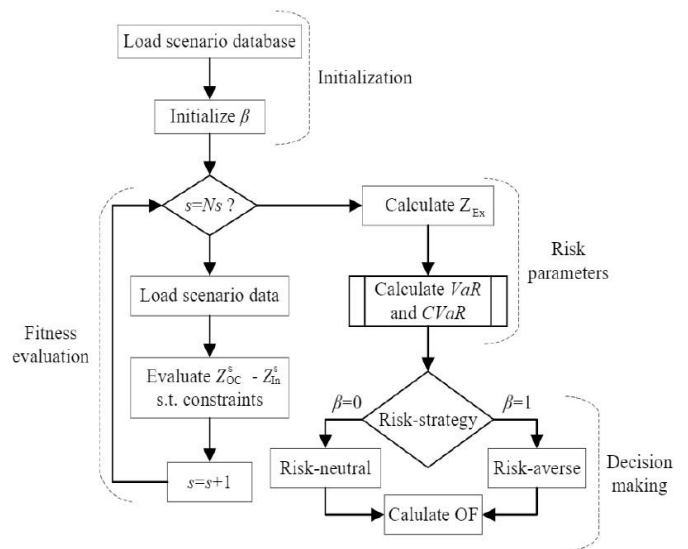 Load scenario database
Initialization
Initialize β
s=Ns ?
Calculate Z_Ex
Risk
parameters
Load scenario data
Calculate VaR
and CVaR
Fitness
evaluation
Evaluate Z^s_OC - Z^s_In
s.t. constraints
β=0
Risk-strategy
β=1
s=s+1
Risk-neutral
Risk-averse
Decision
making
Calulate OF